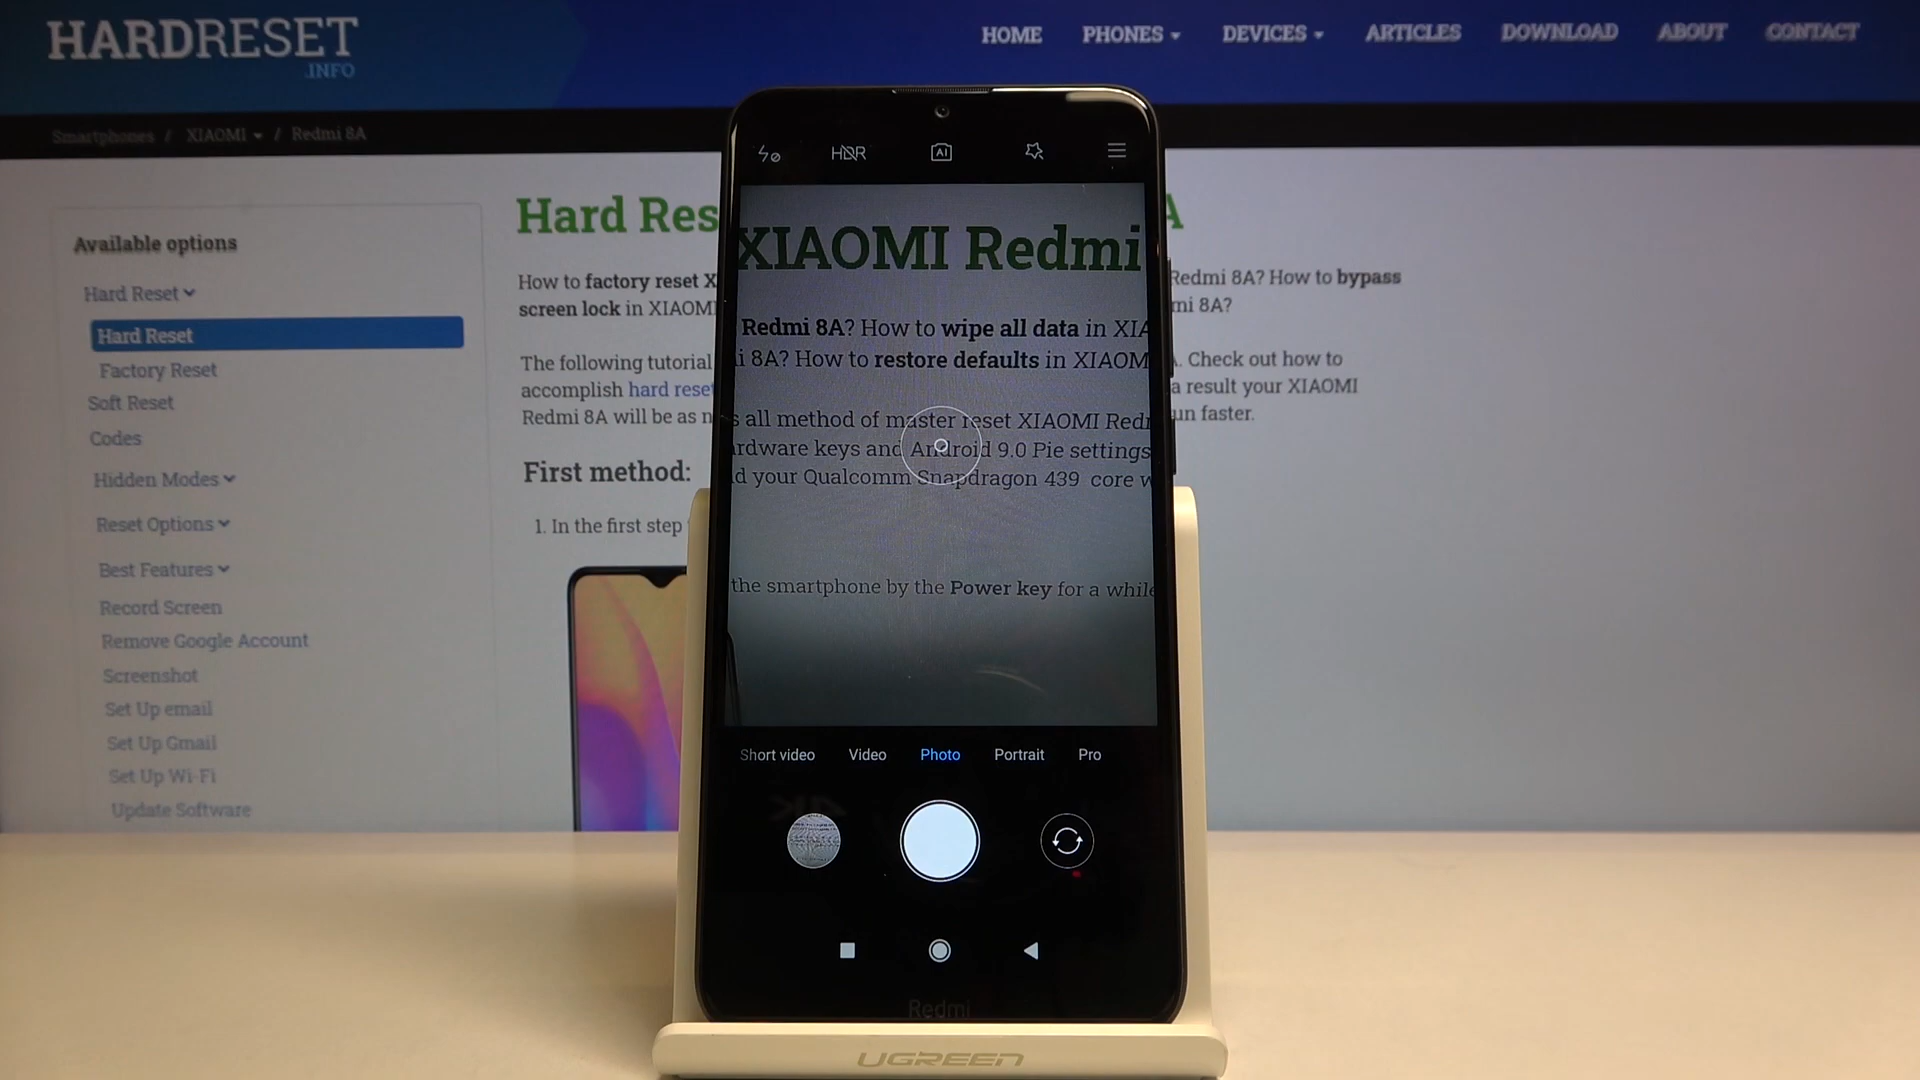 HARDRESET
.INFO
HOME PHONES DEVICES ARTICLES DOWNLOAD ABOUT CONTACT
Smartphones / XIAOMI / Redmi 8A
Available options
Hard Reset
Hard Reset
Factory Reset
Soft Reset
Codes
Hidden Modes
Reset Options
Best Features
Record Screen
Remove Google Account
Screenshot
Set Up email
Set Up Gmail
Set Up Wi-Fi
Update Software
Hard Res
A
How to factory reset X
Redmi 8A? How to bypass
screen lock in XIAOMI
mi 8A?
The following tutorial
. Check out how to
accomplish hard reset
a result your XIAOMI
Redmi 8A will be as n
un faster.
First method:
1. In the first step
HDR AI
XIAOMI Redmi
Redmi 8A? How to wipe all data in XIA
i 8A? How to restore defaults in XIAOM
s all method of master reset XIAOMI Redr
rdware keys and Android 9.0 Pie settings
d your Qualcomm Snapdragon 439 core w
the smartphone by the Power key for a while
Short video Video Photo Portrait Pro
Redmi
UGREEN